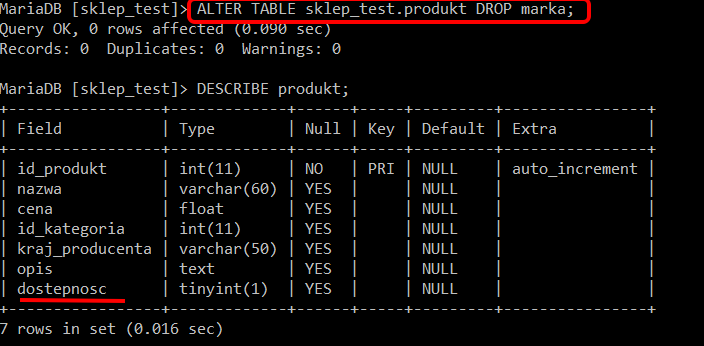 MariaDB [sklep_test]> ALTER TABLE sklep_test.produkt DROP marka;
Query OK, 0 rows affected (0.090 sec)
Records: 0  Duplicates: 0  Warnings: 0

MariaDB [sklep_test]> DESCRIBE produkt;
+----------------+-------------+------+-----+---------+----------------+
| Field          | Type        | Null | Key | Default | Extra          |
+----------------+-------------+------+-----+---------+----------------+
| id_produkt     | int(11)     | NO   | PRI | NULL    | auto_increment |
| nazwa          | varchar(60) | YES  |     | NULL    |                |
| cena           | float       | YES  |     | NULL    |                |
| id_kategoria   | int(11)     | YES  |     | NULL    |                |
| kraj_producenta | varchar(50) | YES  |     | NULL    |                |
| opis           | text        | YES  |     | NULL    |                |
| dostepnosc     | tinyint(1)  | YES  |     | NULL    |                |
+----------------+-------------+------+-----+---------+----------------+
7 rows in set (0.016 sec)